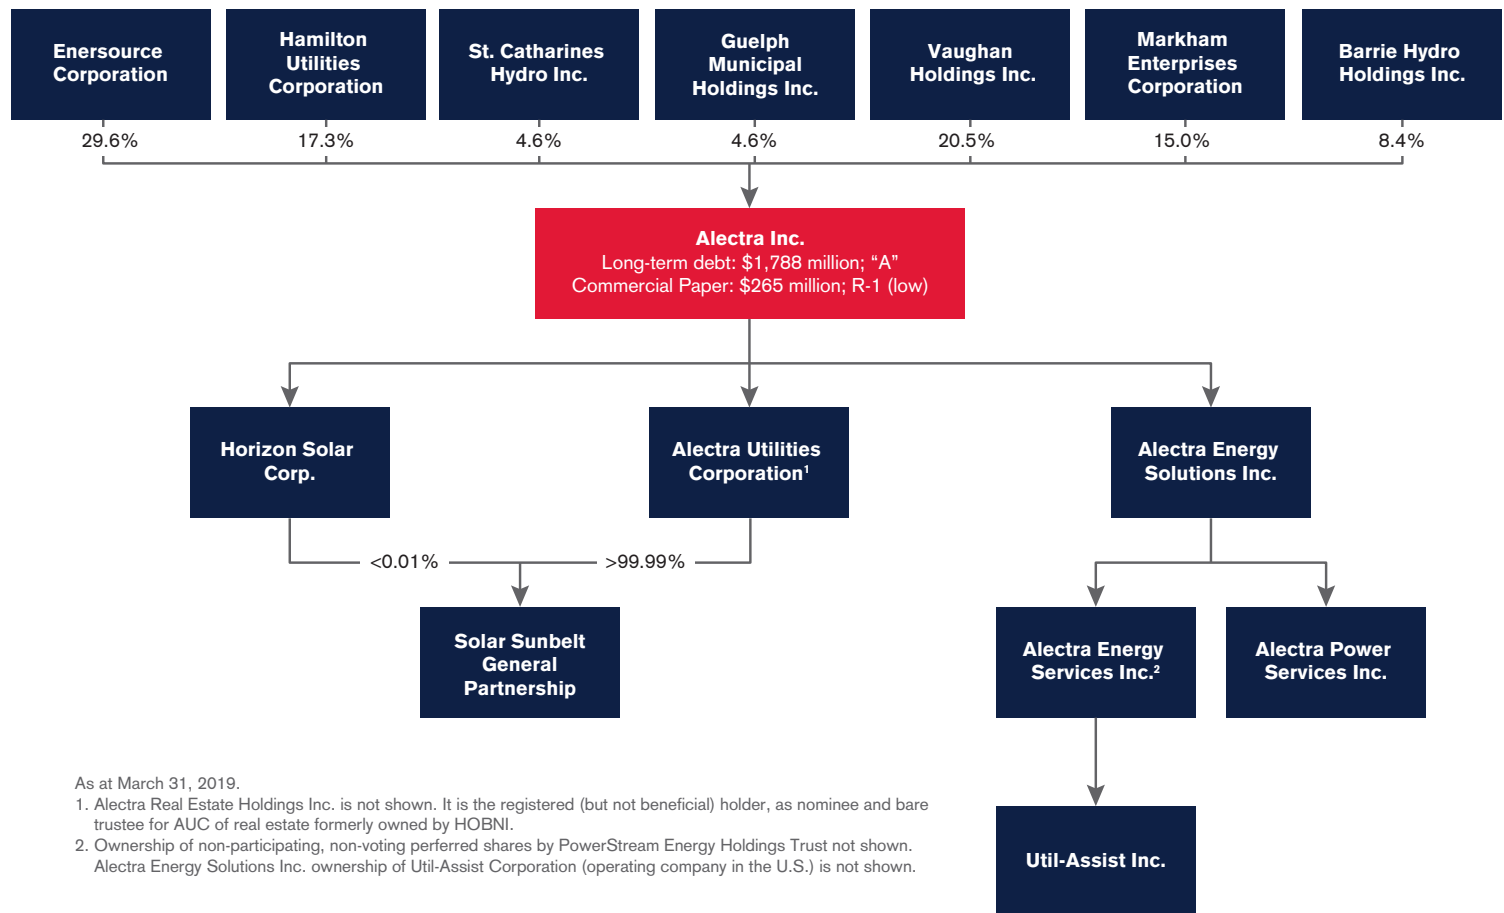 Enersource
Corporation
Hamilton
Utilities
Corporation
St. Catharines
Hydro Inc.
Guelph
Municipal
Holdings Inc.
Vaughan
Holdings Inc.
Markham
Enterprises
Corporation
Barrie Hydro
Holdings Inc.
29.6%
17.3%
4.6%
4.6%
20.5%
15.0%
8.4%
Alectra Inc.
Long-term debt: $1,788 million; “A”
Commercial Paper: $265 million; R-1 (low)
Horizon Solar
Corp.
Alectra Utilities
Corporation¹
Alectra Energy
Solutions Inc.
<0.01%
>99.99%
Solar Sunbelt
General
Partnership
Alectra Energy
Services Inc.²
Alectra Power
Services Inc.
Util-Assist Inc.
As at March 31, 2019.
1. Alectra Real Estate Holdings Inc. is not shown. It is the registered (but not beneficial) holder, as nominee and bare
trustee for AUC of real estate formerly owned by HOBNI.
2. Ownership of non-participating, non-voting perferred shares by PowerStream Energy Holdings Trust not shown.
Alectra Energy Solutions Inc. ownership of Util-Assist Corporation (operating company in the U.S.) is not shown.